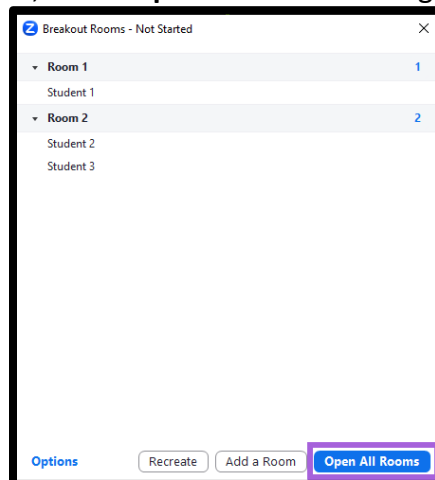 Breakout Rooms - Not Started
Room 1 1
Student 1
Room 2 2
Student 2
Student 3
Options Recreate Add a Room Open All Rooms